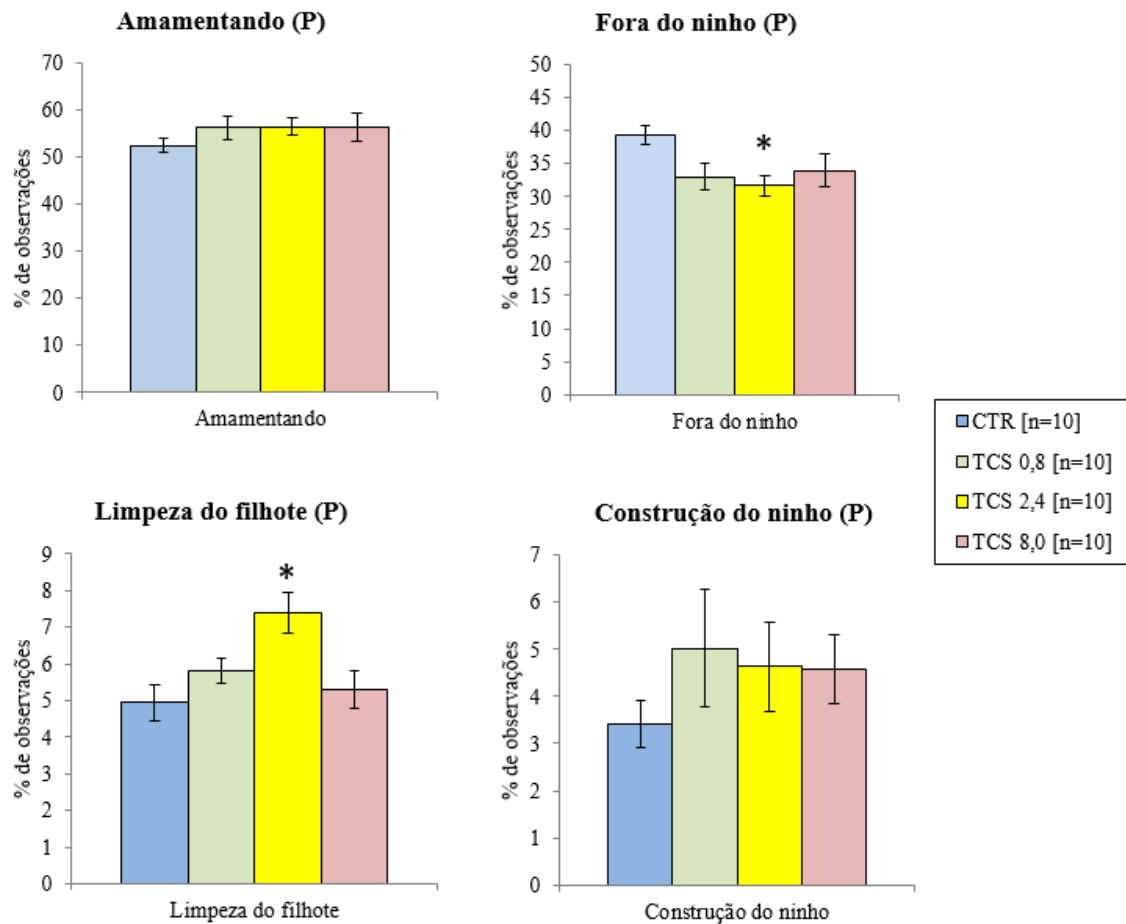 Amamentando (P)
% de observações
70
60
50
40
30
20
10
0
Amamentando
Fora do ninho (P)
% de observações
50
45
40
35
30
25
20
15
10
5
0
*
Fora do ninho
CTR [n=10]
TCS 0,8 [n=10]
TCS 2,4 [n=10]
TCS 8,0 [n=10]
Limpeza do filhote (P)
% de observações
9
8
7
6
5
4
3
2
1
0
*
Limpeza do filhote
Construção do ninho (P)
% de observações
7
6
5
4
3
2
1
0
Construção do ninho